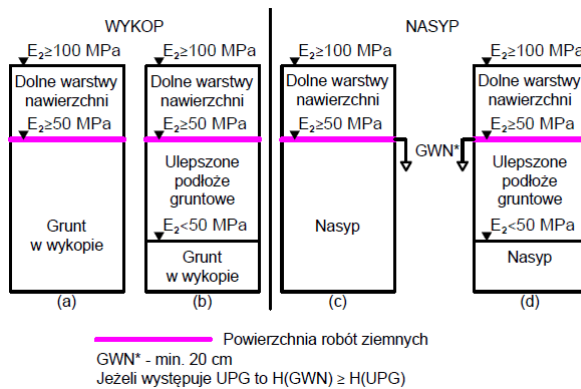 WYKOP
NASYP
E2≥100 MPa
E2≥100 MPa
E2≥100 MPa
E2≥100 MPa
Dolne warstwy
nawierzchni
Dolne warstwy
nawierzchni
Dolne warstwy
nawierzchni
Dolne warstwy
nawierzchni
E2≥50 MPa
E2≥50 MPa
E2≥50 MPa
E2≥50 MPa
GWN*
Grunt
w wykopie
Ulepszone
podłoże
gruntowe
E2<50 MPa
Grunt
w wykopie
Nasyp
Ulepszone
podłoże
gruntowe
E2<50 MPa
Nasyp
(a)
(b)
(c)
(d)
Powierzchnia robót ziemnych
GWN* - min. 20 cm
Jeżeli występuje UPG to H(GWN) ≥ H(UPG)